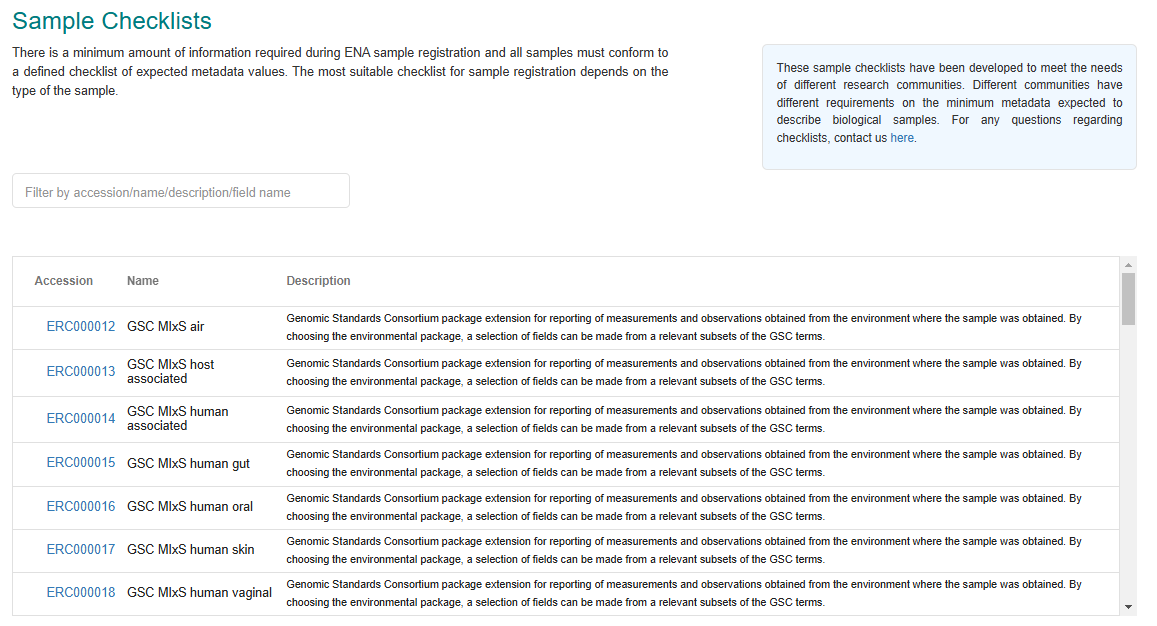 Sample Checklists
There is a minimum amount of information required during ENA sample registration and all samples must conform to
a defined checklist of expected metadata values. The most suitable checklist for sample registration depends on the
type of the sample.
These sample checklists have been developed to meet the needs
of different research communities. Different communities have
different requirements on the minimum metadata expected to
describe biological samples. For any questions regarding
checklists, contact us here.
Filter by accession/name/description/field name
Accession Name Description
ERC000012 GSC MIxS air
Genomic Standards Consortium package extension for reporting of measurements and observations obtained from the environment where the sample was obtained. By
choosing the environmental package, a selection of fields can be made from a relevant subsets of the GSC terms.
ERC000013 GSC MIxS host
associated
Genomic Standards Consortium package extension for reporting of measurements and observations obtained from the environment where the sample was obtained. By
choosing the environmental package, a selection of fields can be made from a relevant subsets of the GSC terms.
ERC000014 GSC MIxS human
associated
Genomic Standards Consortium package extension for reporting of measurements and observations obtained from the environment where the sample was obtained. By
choosing the environmental package, a selection of fields can be made from a relevant subsets of the GSC terms.
ERC000015 GSC MIxS human gut
Genomic Standards Consortium package extension for reporting of measurements and observations obtained from the environment where the sample was obtained. By
choosing the environmental package, a selection of fields can be made from a relevant subsets of the GSC terms.
ERC000016 GSC MIxS human oral
Genomic Standards Consortium package extension for reporting of measurements and observations obtained from the environment where the sample was obtained. By
choosing the environmental package, a selection of fields can be made from a relevant subsets of the GSC terms.
ERC000017 GSC MIxS human skin
Genomic Standards Consortium package extension for reporting of measurements and observations obtained from the environment where the sample was obtained. By
choosing the environmental package, a selection of fields can be made from a relevant subsets of the GSC terms.
ERC000018 GSC MIxS human vaginal
Genomic Standards Consortium package extension for reporting of measurements and observations obtained from the environment where the sample was obtained. By
choosing the environmental package, a selection of fields can be made from a relevant subsets of the GSC terms.